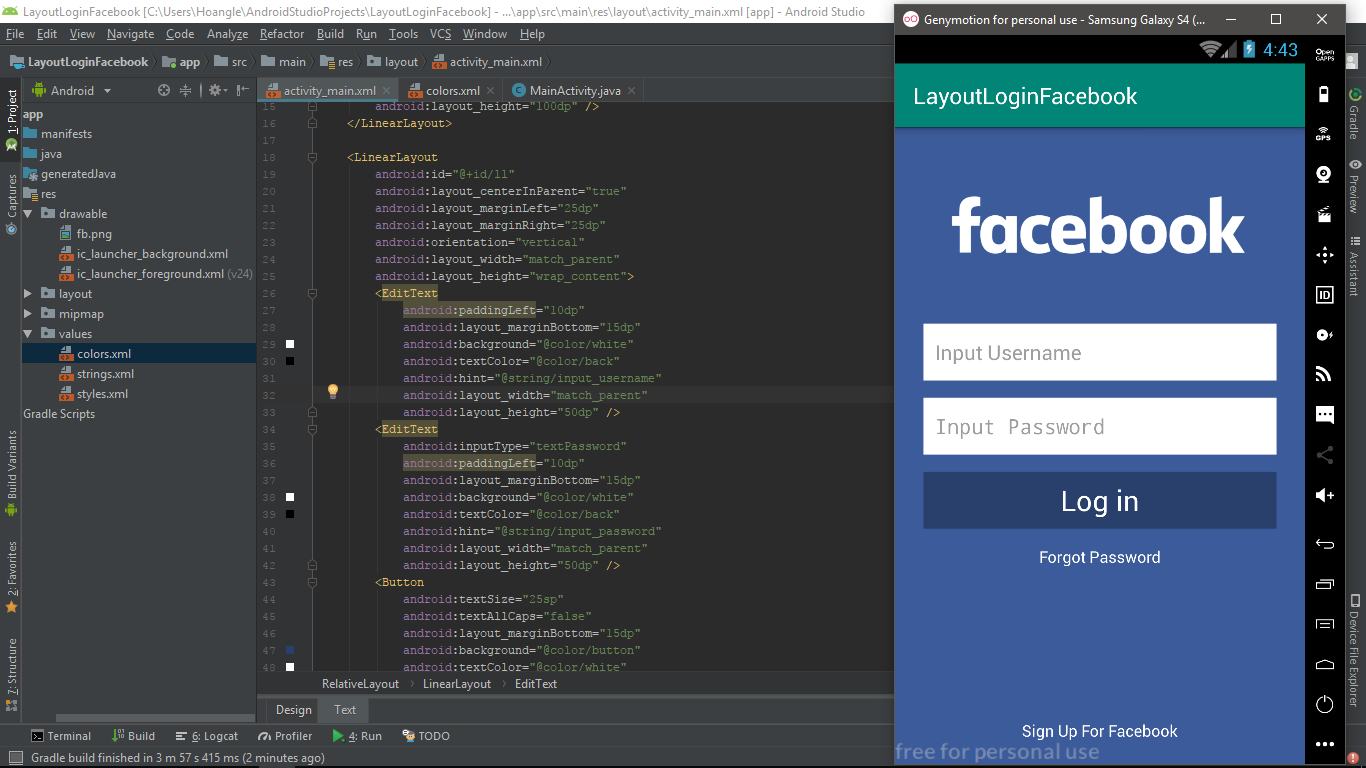 LayoutLoginFacebook [C:\Users\Hoangle\AndroidStudioProjects\LayoutLoginFacebook] - ...\app\src\main\res\layout\activity_main.xml [app] - Android Studio
File Edit View Navigate Code Analyze Refactor Build Run Tools VCS Window Help
LayoutLoginFacebook app src main res layout activity_main.xml
Android
activity_main.xml colors.xml MainActivity.java
1: Project
Captures
Build Variants
2: Favorites
7: Structure
app
manifests
java
generatedJava
res
drawable
fb.png
ic_launcher_background.xml
ic_launcher_foreground.xml (v24)
layout
mipmap
values
colors.xml
strings.xml
styles.xml
Gradle Scripts
15 android:layout_height="100dp" />
16 </LinearLayout>
17
18 <LinearLayout
19 android:id="@+id/ll"
20 android:layout_centerInParent="true"
21 android:layout_marginLeft="25dp"
22 android:layout_marginRight="25dp"
23 android:orientation="vertical"
24 android:layout_width="match_parent"
25 android:layout_height="wrap_content">
26 <EditText
27 android:paddingLeft="10dp"
28 android:layout_marginBottom="15dp"
29 android:background="@color/white"
30 android:textColor="@color/back"
31 android:hint="@string/input_username"
32 android:layout_width="match_parent"
33 android:layout_height="50dp" />
34 <EditText
35 android:inputType="textPassword"
36 android:paddingLeft="10dp"
37 android:layout_marginBottom="15dp"
38 android:background="@color/white"
39 android:textColor="@color/back"
40 android:hint="@string/input_password"
41 android:layout_width="match_parent"
42 android:layout_height="50dp" />
43 <Button
44 android:textSize="25sp"
45 android:textAllCaps="false"
46 android:layout_marginBottom="15dp"
47 android:background="@color/button"
48 android:textColor="@color/white"
RelativeLayout LinearLayout EditText
Design Text
Terminal Build 6: Logcat Profiler 4: Run TODO
Gradle build finished in 3 m 57 s 415 ms (2 minutes ago)
Genymotion for personal use - Samsung Galaxy S4 (...
4:43
LayoutLoginFacebook
facebook
Input Username
Input Password
Log in
Forgot Password
Sign Up For Facebook
free for personal use
OPEN
GAPPS
GPS
ID
Gradle
Preview
Assistant
Device File Explorer